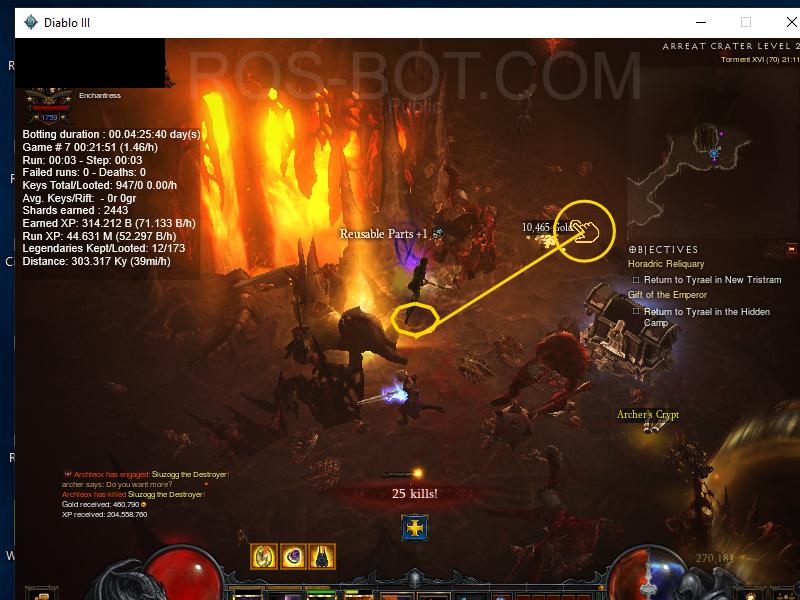 Diablo III
ROS-BOT.COM
Public
ARREAT CRATER LEVEL 2
Torment XVI (70) 21:11
Enchantress
1759
Botting duration : 00.04:25:40 day(s)
Game # 7 00:21:51 (1.46/h)
Run: 00:03 - Step: 00:03
Failed runs: 0 - Deaths: 0
Keys Total/Looted: 947/0 0.00/h
Avg. Keys/Rift: - 0r 0gr
Shards earned : 2443
Earned XP: 314.212 B (71.133 B/h)
Run XP: 44.631 M (52.297 B/h)
Legendaries Kept/Looted: 12/173
Distance: 303.317 Ky (39mi/h)
Reusable Parts +1
10,465 Gold
OBJECTIVES
Horadric Reliquary
Return to Tyrael in New Tristram
Gift of the Emperor
Return to Tyrael in the Hidden
Camp
Archer's Crypt
Archleox has engaged: Siuzogg the Destroyer!
archer says: Do you want more?
Archleox has killed Siuzogg the Destroyer!
Gold received: 460,790
XP received: 204,558,760
25 kills!
270,181